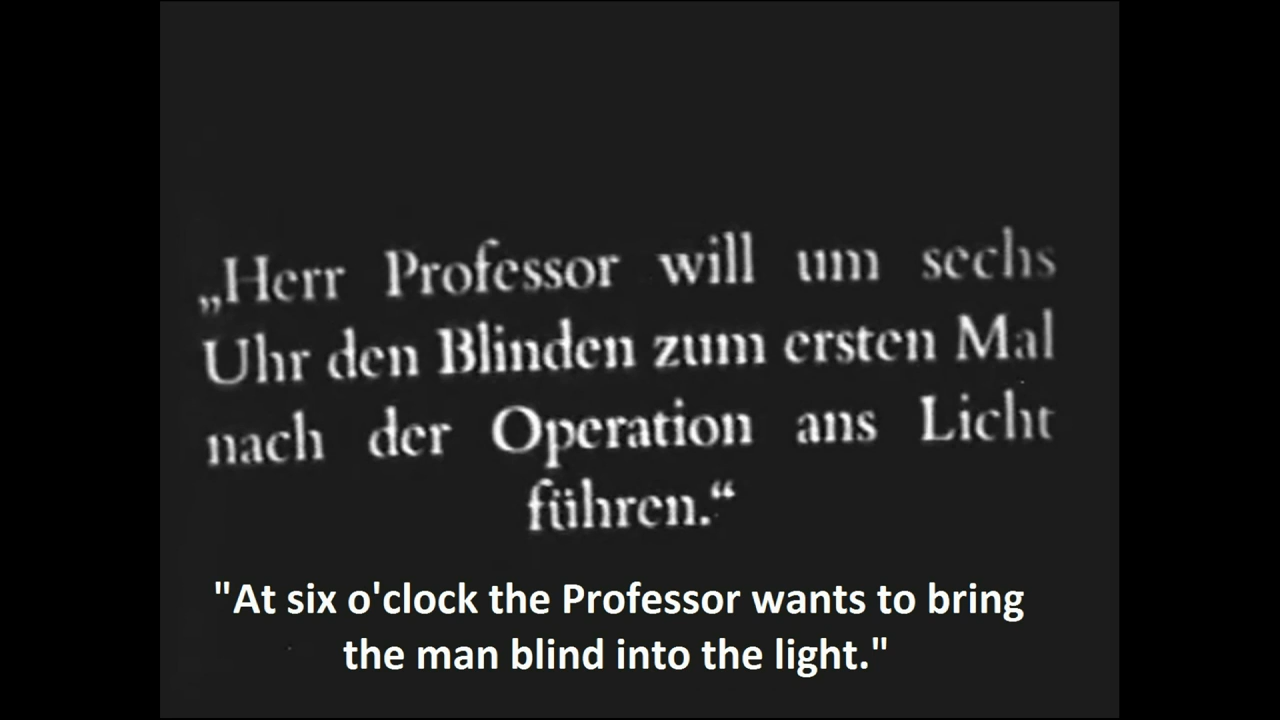 „Herr Professor will um sechs
Uhr den Blinden zum ersten Mal
nach der Operation ans Licht
führen.“
"At six o'clock the Professor wants to bring
the man blind into the light."